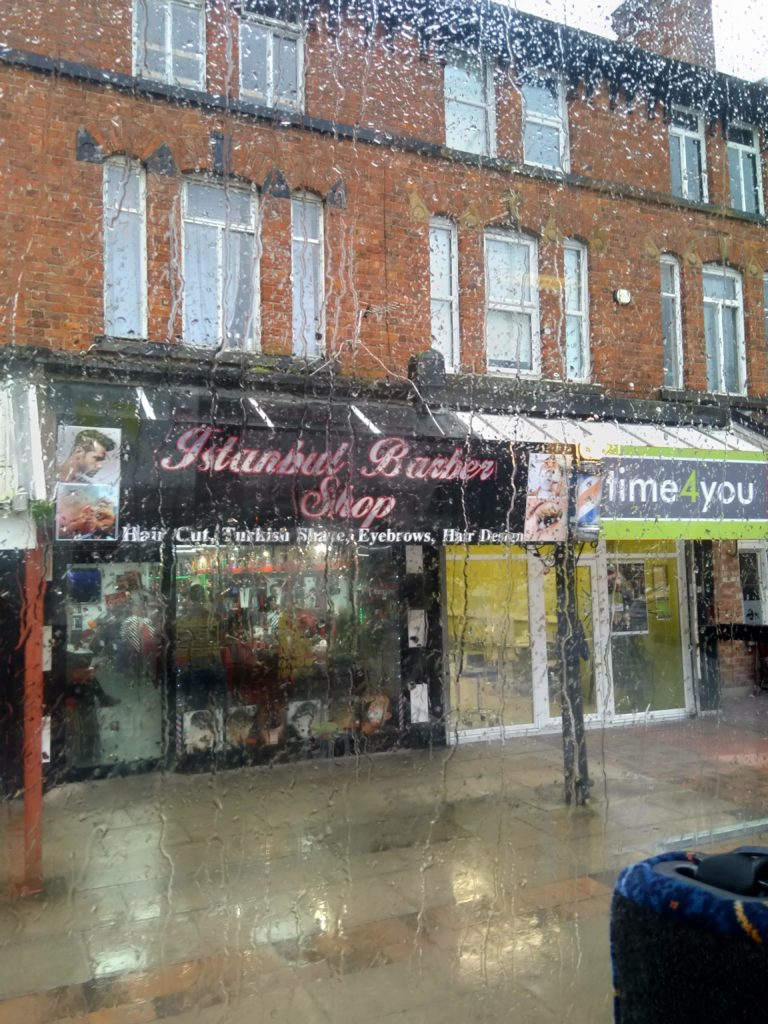 Istanbul Barber
Shop
Hair Cut, Turkish Shave, Eyebrows, Hair Design
time4you